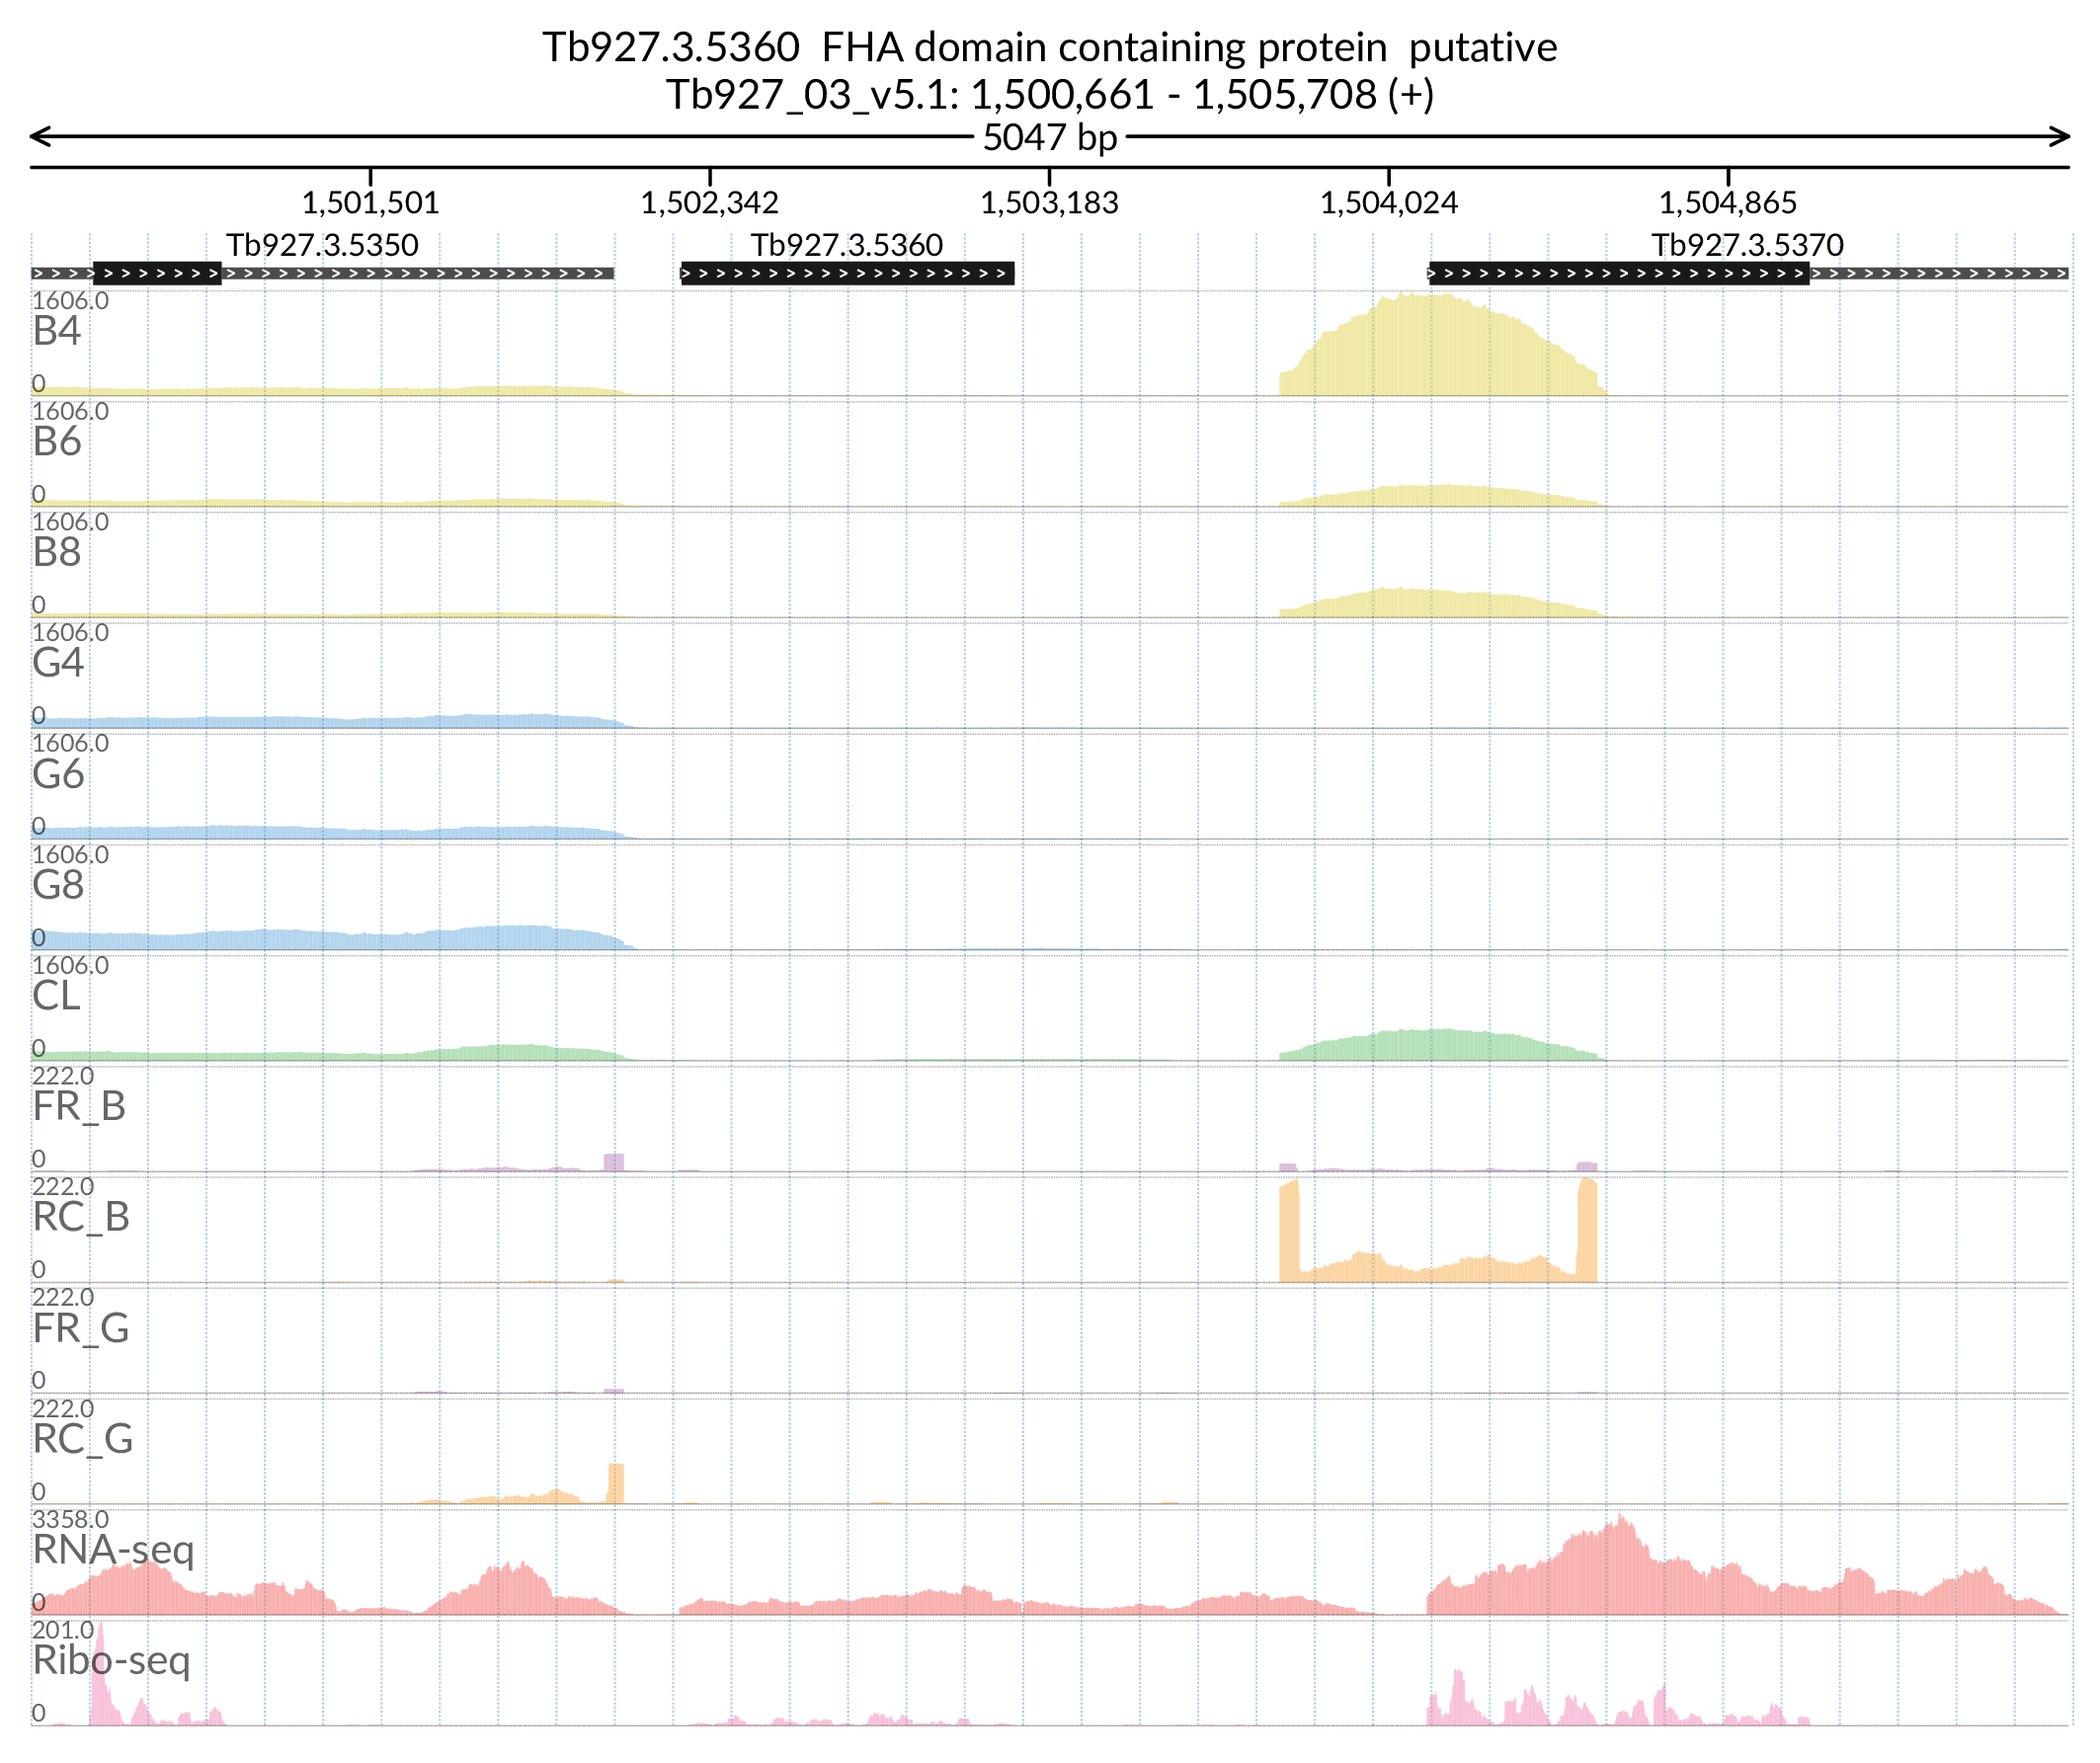 Tb927.3.5360  FHA domain containing protein  putative
Tb927_03_v5.1: 1,500,661 - 1,505,708 (+)
5047 bp
1,501,501 1,502,342 1,503,183 1,504,024 1,504,865
Tb927.3.5350 Tb927.3.5360 Tb927.3.5370
1606.0
B4
0
1606.0
B6
0
1606.0
B8
0
1606.0
G4
0
1606.0
G6
0
1606.0
G8
0
1606.0
CL
0
222.0
FR_B
0
222.0
RC_B
0
222.0
FR_G
0
222.0
RC_G
0
3358.0
RNA-seq
0
201.0
Ribo-seq
0